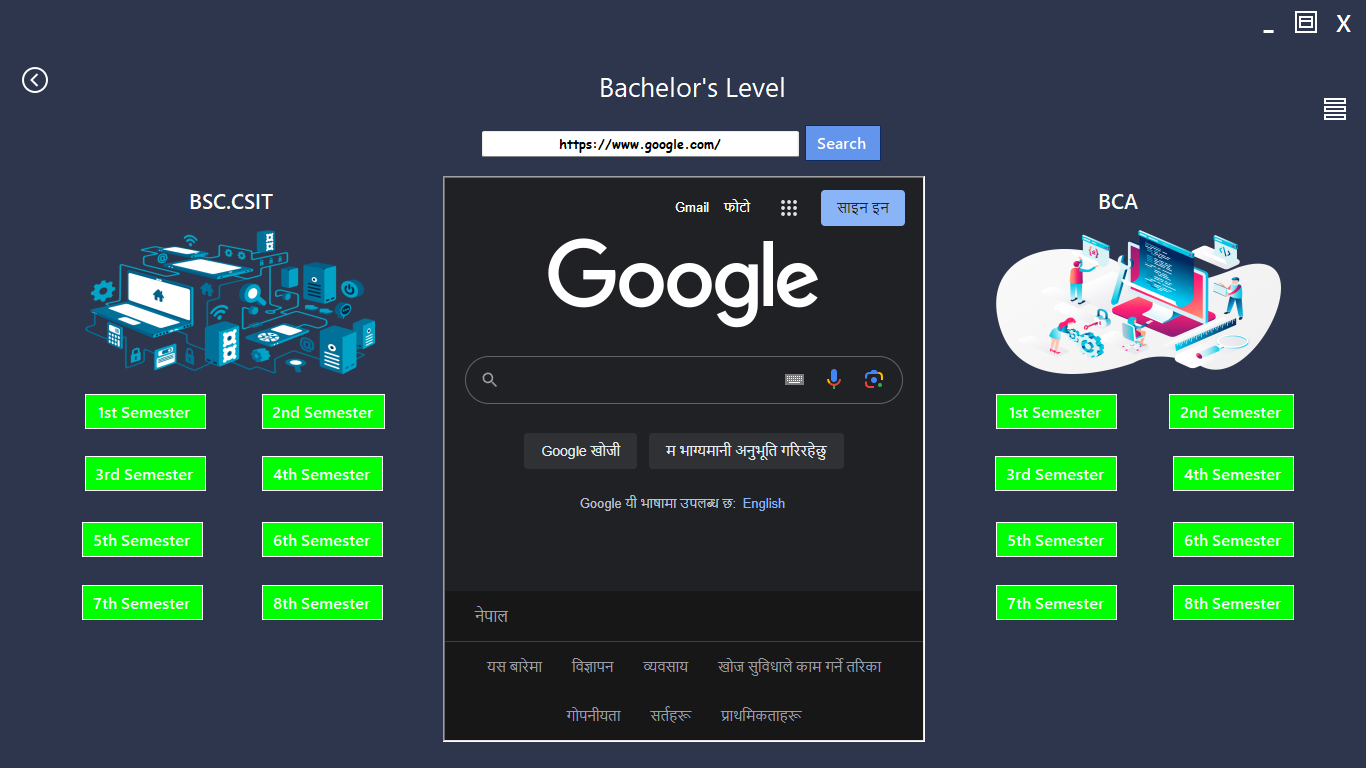 _ X
Bachelor's Level
https://www.google.com/ Search
BSC.CSIT
1st Semester 2nd Semester
3rd Semester 4th Semester
5th Semester 6th Semester
7th Semester 8th Semester
Gmail फोटो साइन इन
Google
Google खोजी म भाग्यमानी अनुभूति गरिरहेछु
Google यी भाषामा उपलब्ध छ: English
नेपाल
यस बारेमा विज्ञापन व्यवसाय खोज सुविधाले काम गर्ने तरिका
गोपनीयता सर्तहरू प्राथमिकताहरू
BCA
1st Semester 2nd Semester
3rd Semester 4th Semester
5th Semester 6th Semester
7th Semester 8th Semester